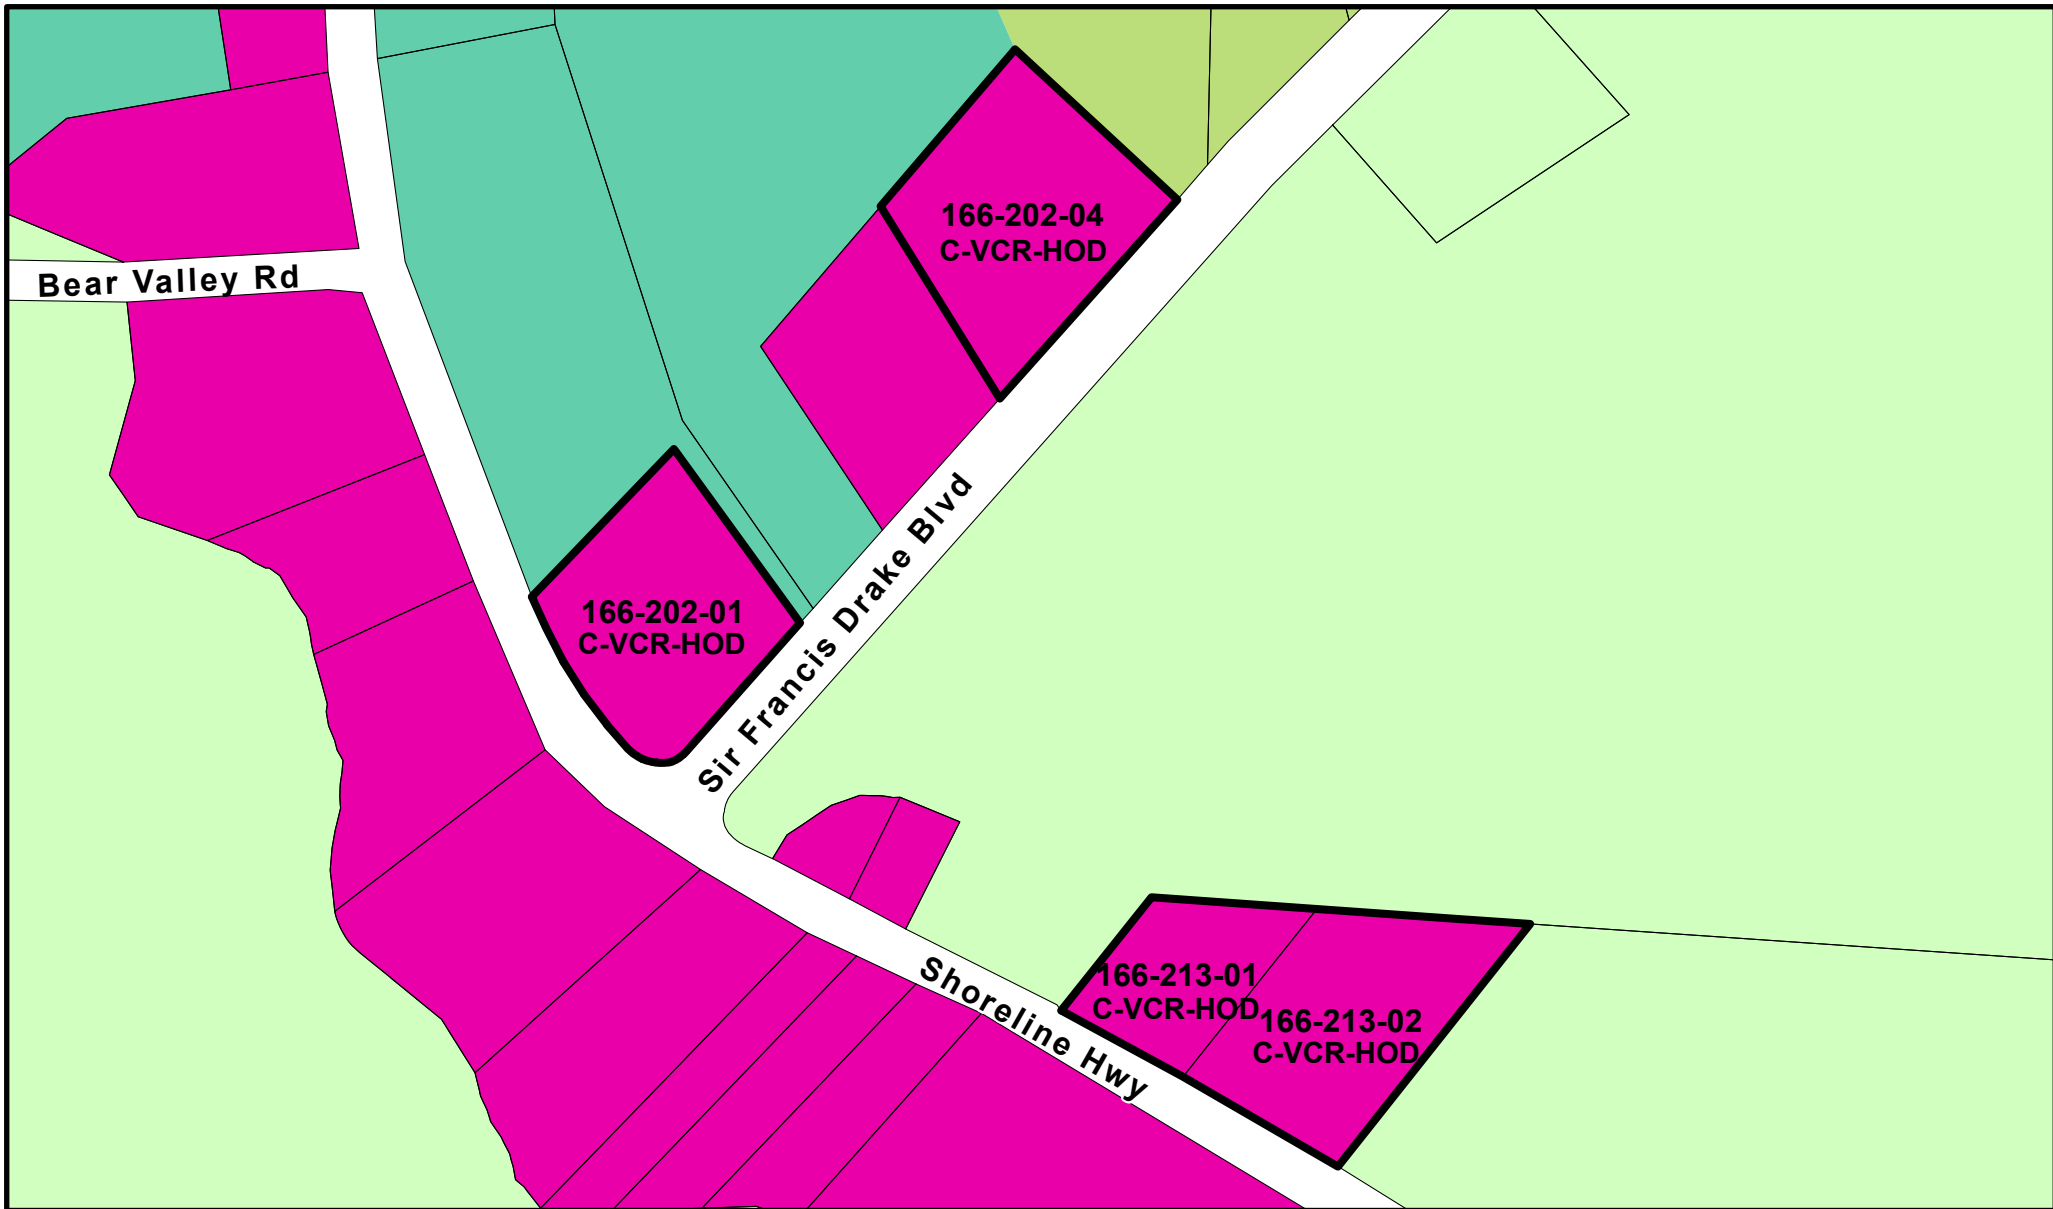 166-202-04
C-VCR-HOD
Bear Valley Rd
166-202-01
C-VCR-HOD
Sir Francis Drake Blvd
166-213-01
C-VCR-HOD
166-213-02
C-VCR-HOD
Shoreline Hwy